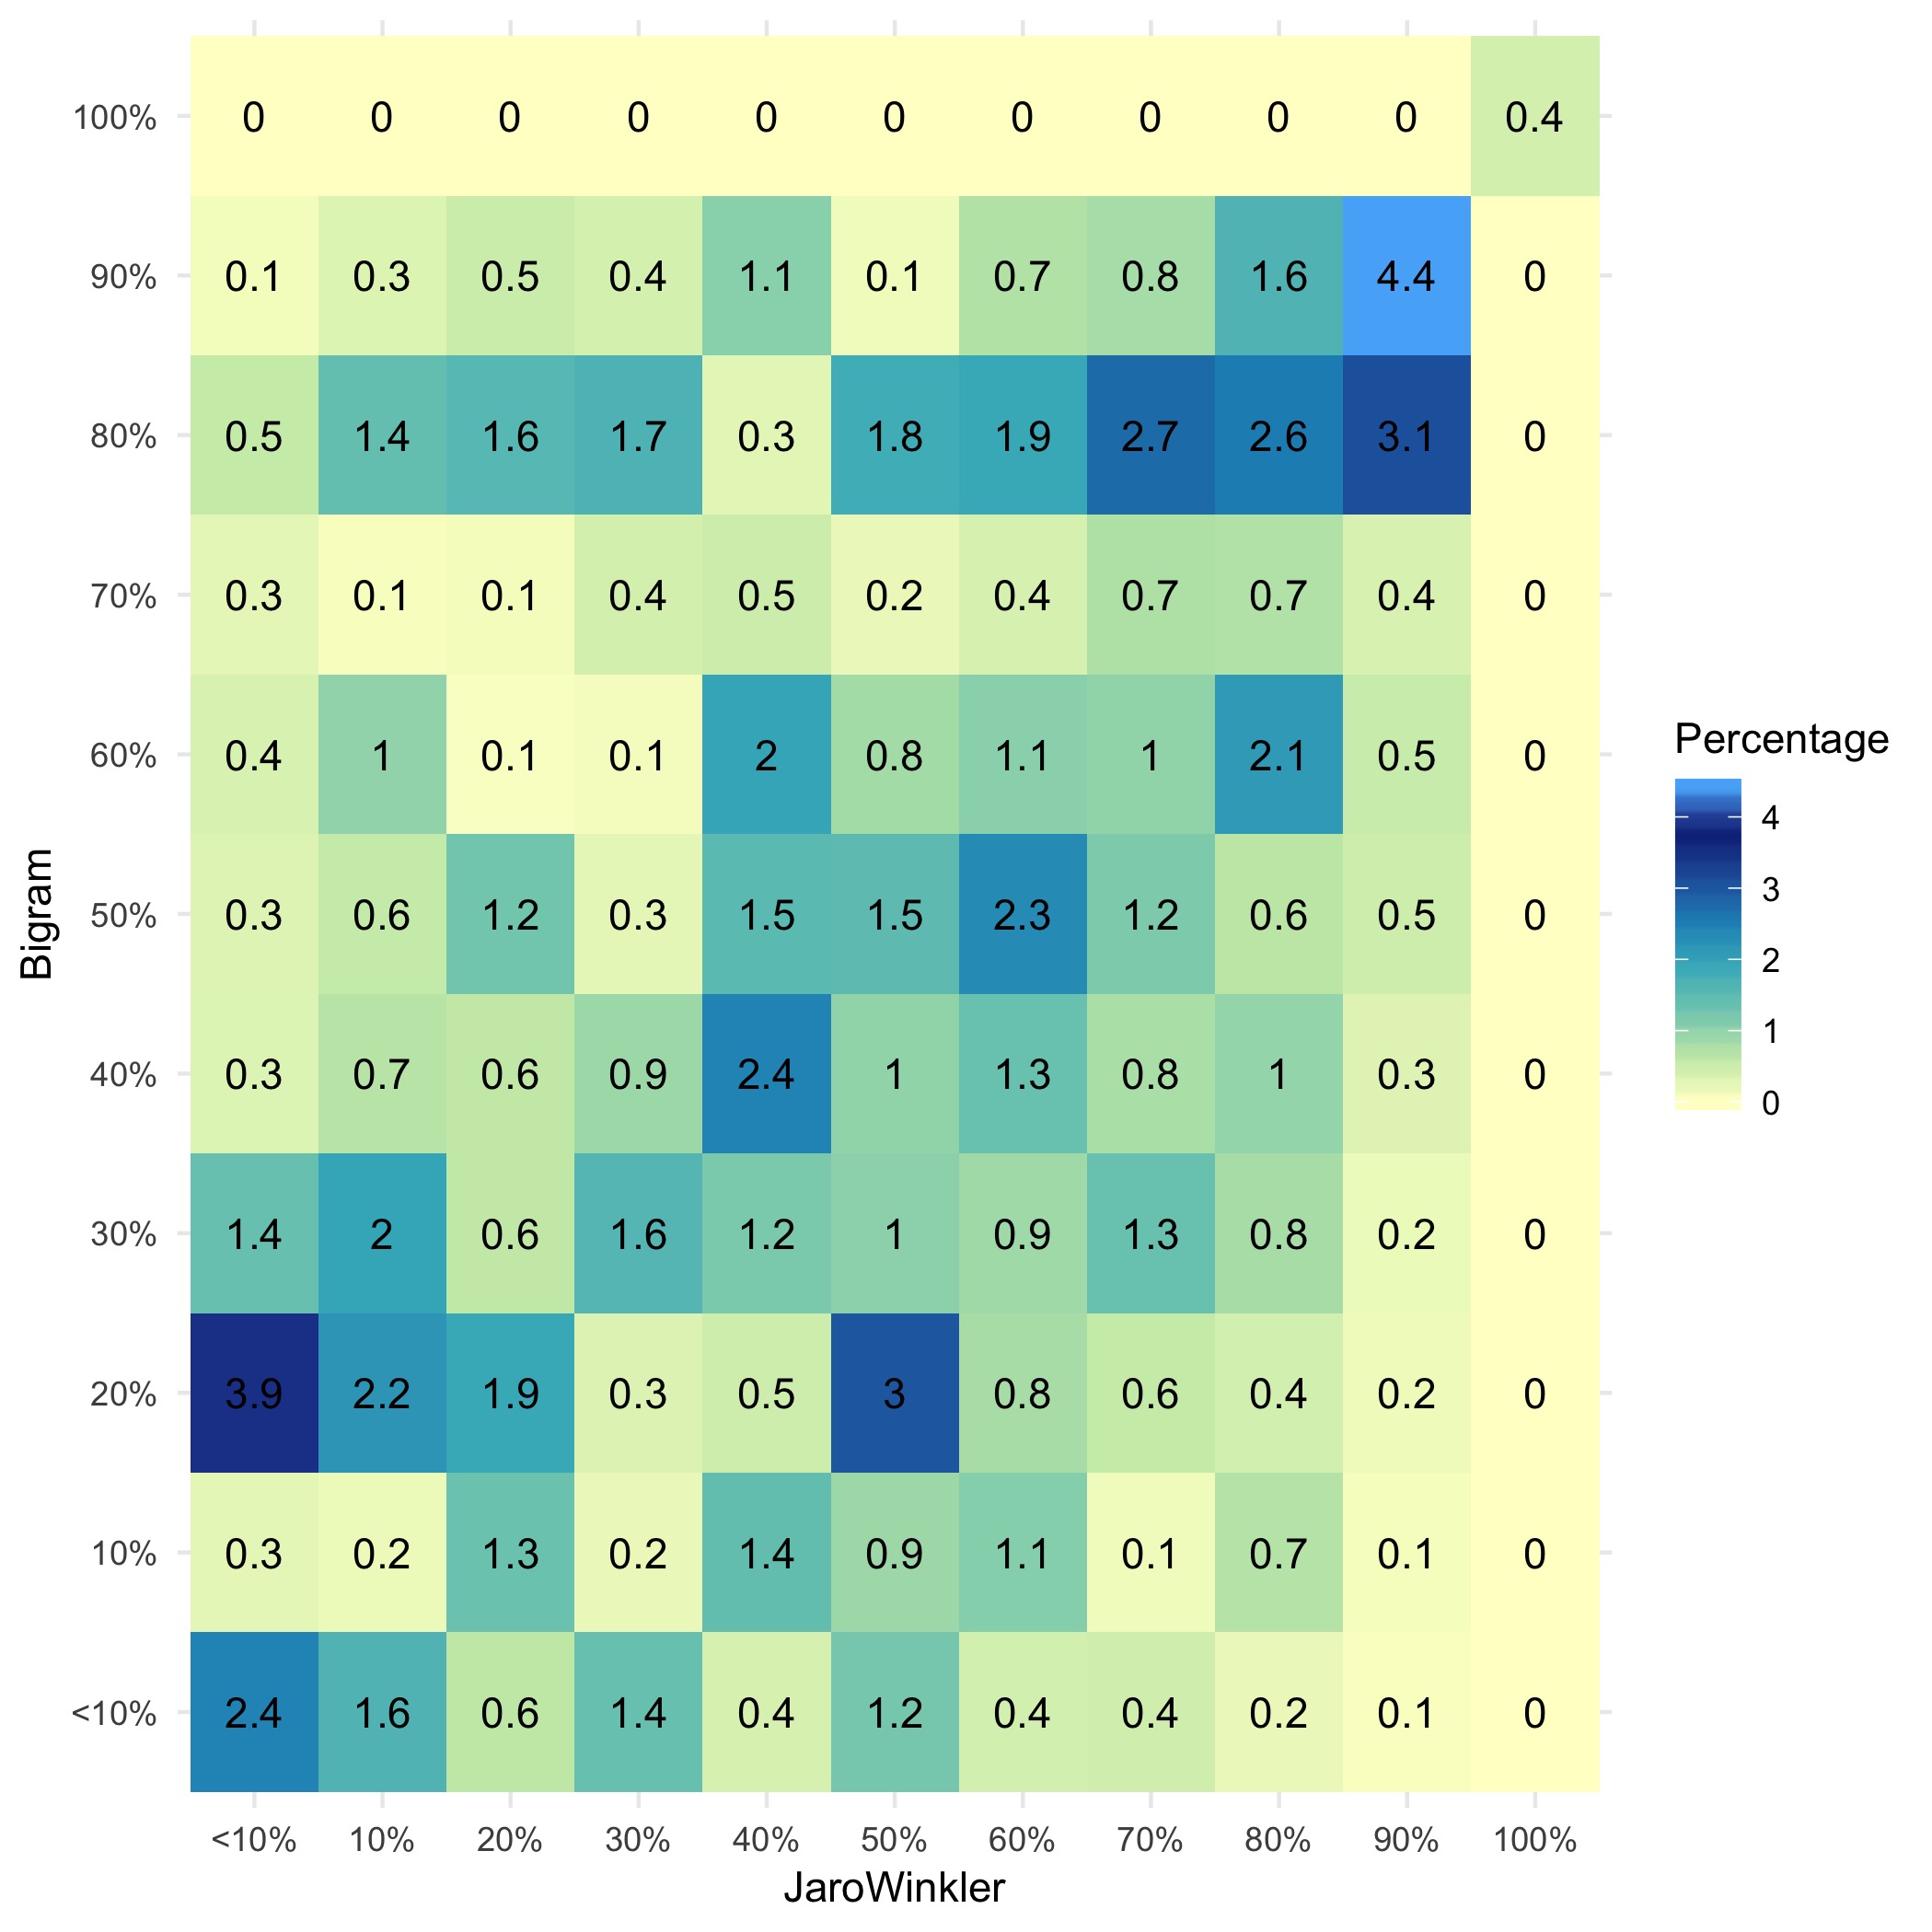 100% 0 0 0 0 0 0 0 0 0 0 0.4
90% 0.1 0.3 0.5 0.4 1.1 0.1 0.7 0.8 1.6 4.4 0
80% 0.5 1.4 1.6 1.7 0.3 1.8 1.9 2.7 2.6 3.1 0
70% 0.3 0.1 0.1 0.4 0.5 0.2 0.4 0.7 0.7 0.4 0
60% 0.4 1 0.1 0.1 2 0.8 1.1 1 2.1 0.5 0
50% 0.3 0.6 1.2 0.3 1.5 1.5 2.3 1.2 0.6 0.5 0
40% 0.3 0.7 0.6 0.9 2.4 1 1.3 0.8 1 0.3 0
30% 1.4 2 0.6 1.6 1.2 1 0.9 1.3 0.8 0.2 0
20% 3.9 2.2 1.9 0.3 0.5 3 0.8 0.6 0.4 0.2 0
10% 0.3 0.2 1.3 0.2 1.4 0.9 1.1 0.1 0.7 0.1 0
<10% 2.4 1.6 0.6 1.4 0.4 1.2 0.4 0.4 0.2 0.1 0
<10% 10% 20% 30% 40% 50% 60% 70% 80% 90% 100%
JaroWinkler
Bigram
Percentage
4
3
2
1
0